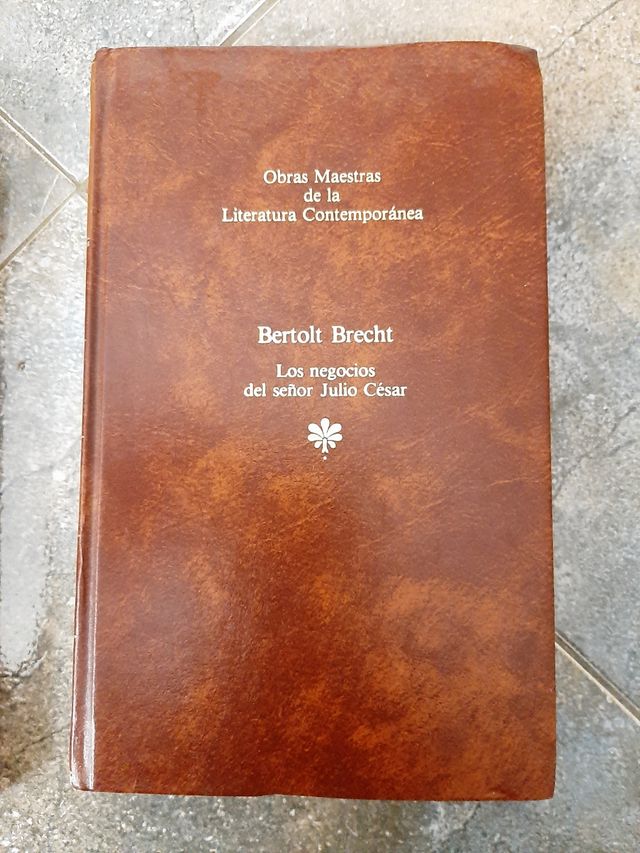 Obras Maestras
de la
Literatura Contemporánea
Bertolt Brecht
Los negocios
del señor Julio César